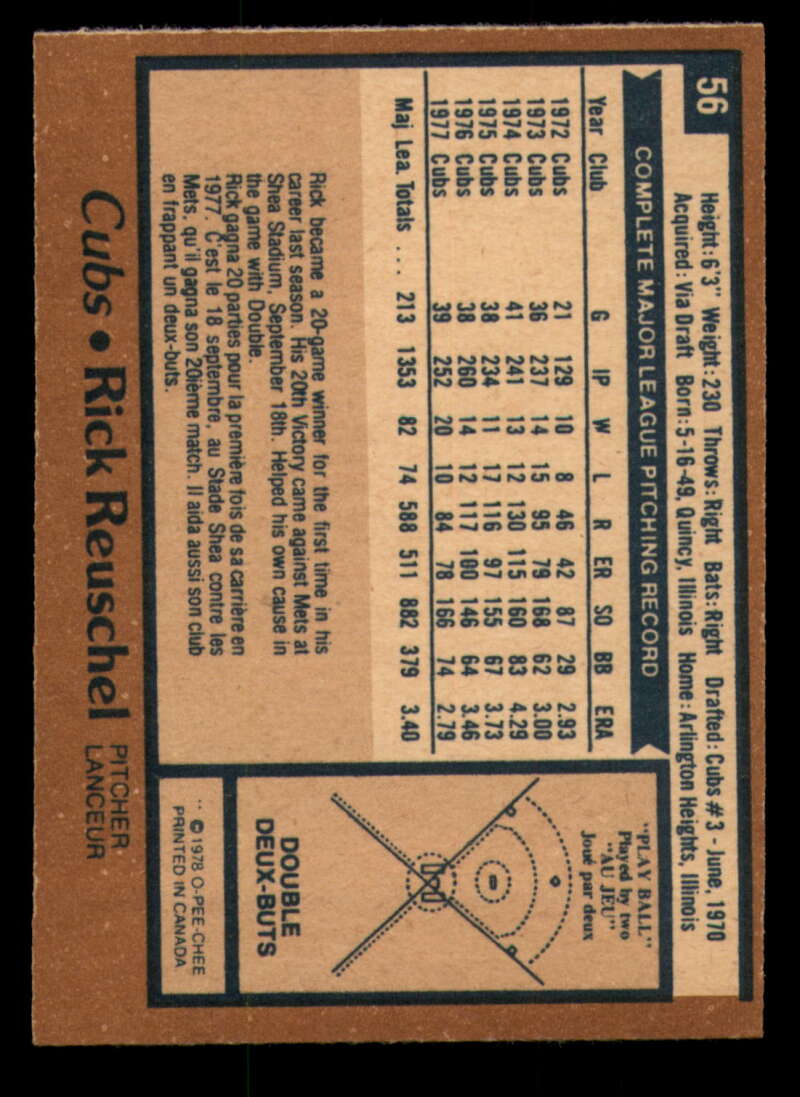 56
Height: 6'3" Weight: 230 Throws: Right Bats: Right Drafted: Cubs #3 - June, 1970
Acquired: Via Draft Born: 5-16-49, Quincy, Illinois Home: Arlington Heights, Illinois
COMPLETE MAJOR LEAGUE PITCHING RECORD
Year Club G IP W L R ER SO BB ERA
1972 Cubs 21 129 10 8 46 42 87 29 2.93
1973 Cubs 36 237 14 15 95 79 168 62 3.00
1974 Cubs 41 241 13 12 130 115 160 83 4.29
1975 Cubs 38 234 11 17 116 97 155 67 3.73
1976 Cubs 38 260 14 12 117 100 146 64 3.46
1977 Cubs 39 252 20 10 84 78 166 74 2.79
Maj Lea. Totals ... 213 1353 82 74 588 511 882 379 3.40
Rick became a 20-game winner for the first time in his
career last season. His 20th Victory came against Mets at
Shea Stadium, September 18th. Helped his own cause in
the game with Double.
Rick gagna 20 parties pour la première fois de sa carrière en
1977. C'est le 18 septembre, au Stade Shea contre les
Mets, qu'il gagna son 20ième match. Il aida aussi son club
en frappant un deux-buts.
"PLAY BALL"
Played by two
"AU JEU"
Joué par deux
DOUBLE
DEUX-BUTS
** © 1978 O-PEE-CHEE
PRINTED IN CANADA
Cubs • Rick Reuschel PITCHER
LANCEUR